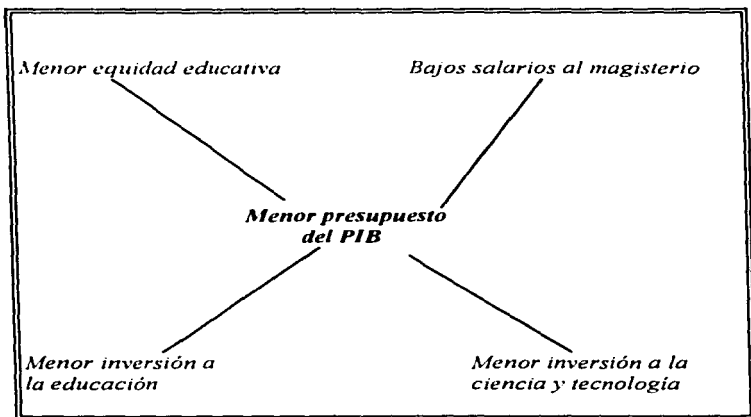 Menor equidad educativa
Bajos salarios al magisterio
Menor presupuesto
del PIB
Menor inversión a
la educación
Menor inversión a la
ciencia y tecnología